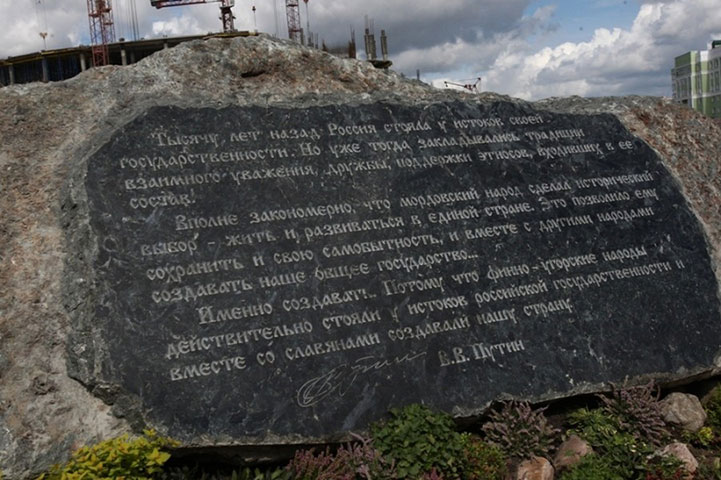 Тысячу лет назад Россия стояла у истоков своей
государственности. Но уже тогда закладывались традиции
взаимного уважения, дружбы, поддержки этносов, входивших в её
состав.
Вполне закономерно, что мордовский народ сделал исторический
выбор - жить и развиваться в единой стране. Это позволило ему
сохранить и свою самобытность, и вместе с другими народами
создавать наше общее государство...
Именно создавать... Потому что финно-угорские народы
действительно стояли у истоков российской государственности и
вместе со славянами создавали нашу страну.
В.В. Путин